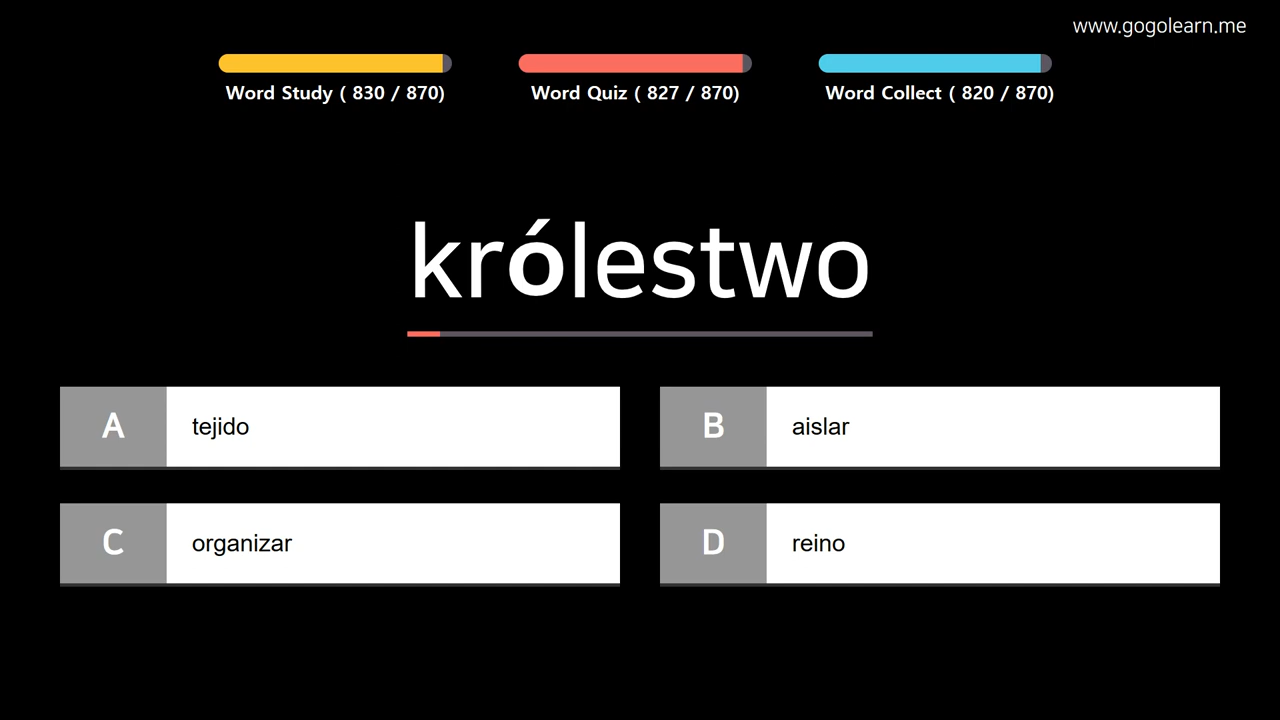 www.gogolearn.me
Word Study ( 830 / 870)
Word Quiz ( 827 / 870)
Word Collect ( 820 / 870)
królestwo
A tejido
B aislar
C organizar
D reino